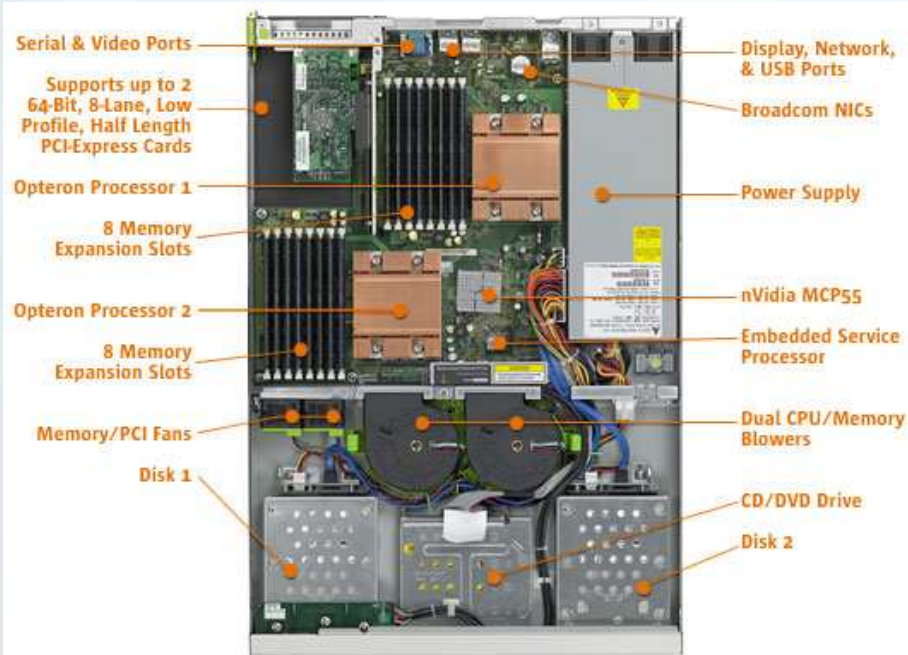 Serial & Video Ports
Supports up to 2
64-Bit, 8-Lane, Low
Profile, Half Length
PCI-Express Cards
Opteron Processor 1
8 Memory
Expansion Slots
Opteron Processor 2
8 Memory
Expansion Slots
Memory/PCI Fans
Disk 1
Display, Network,
& USB Ports
Broadcom NICs
Power Supply
nVidia MCP55
Embedded Service
Processor
Dual CPU/Memory
Blowers
CD/DVD Drive
Disk 2